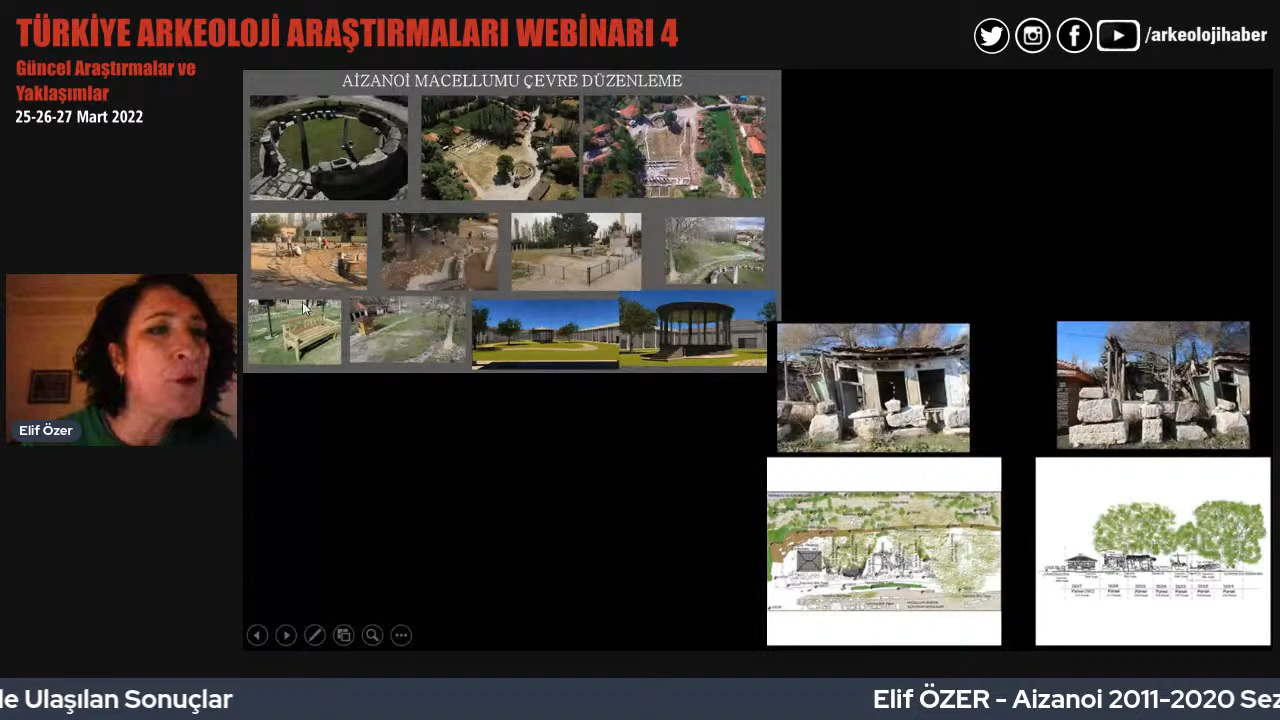 TÜRKİYE ARKEOLOJİ ARAŞTIRMALARI WEBİNARI 4
Güncel Araştırmalar ve
Yaklaşımlar
25-26-27 Mart 2022
/arkeolojihaber
AİZANOİ MACELLUMU ÇEVRE DÜZENLEME
Elif Özer
le Ulaşılan Sonuçlar
Elif ÖZER - Aizanoi 2011-2020 Sez